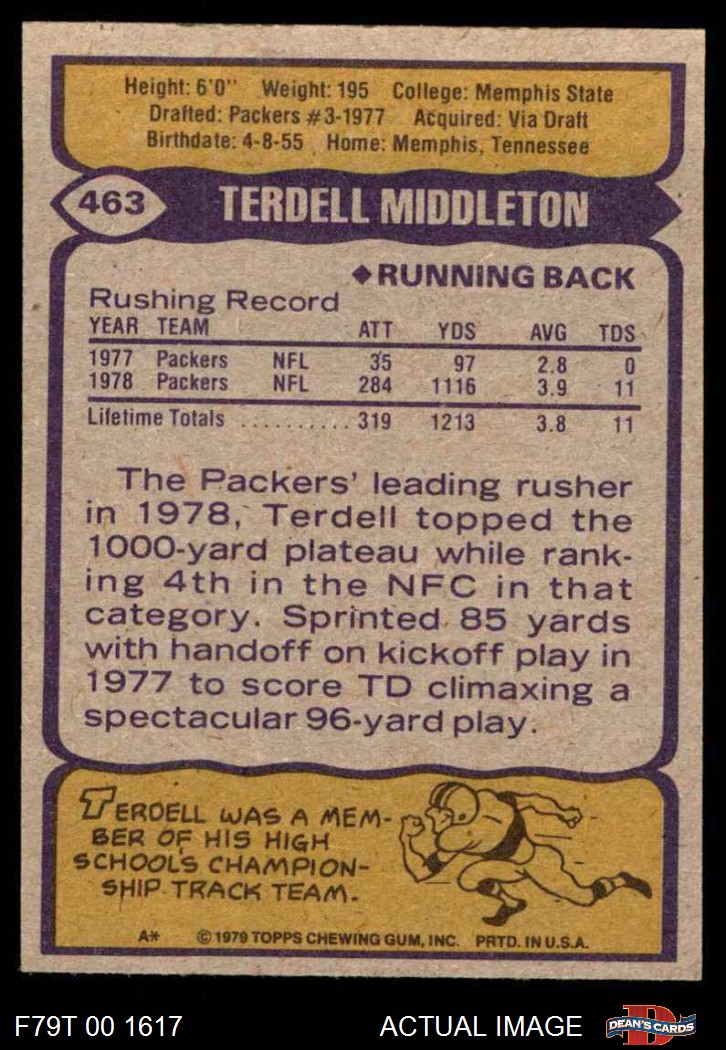 Height: 6'0" Weight: 195 College: Memphis State
Drafted: Packers #3-1977 Acquired: Via Draft
Birthdate: 4-8-55 Home: Memphis, Tennessee
463 TERDELL MIDDLETON
◆RUNNING BACK
Rushing Record
YEAR TEAM ATT YDS AVG TDS
1977 Packers NFL 35 97 2.8 0
1978 Packers NFL 284 1116 3.9 11
Lifetime Totals .......... 319 1213 3.8 11
The Packers' leading rusher
in 1978, Terdell topped the
1000-yard plateau while rank-
ing 4th in the NFC in that
category. Sprinted 85 yards
with handoff on kickoff play in
1977 to score TD climaxing a
spectacular 96-yard play.
TERDELL WAS A MEM-
BER OF HIS HIGH
SCHOOL'S CHAMPION-
SHIP TRACK TEAM.
A* © 1979 TOPPS CHEWING GUM, INC. PRTD. IN U.S.A.
F79T 00 1617 ACTUAL IMAGE D DEAN'S CARDS